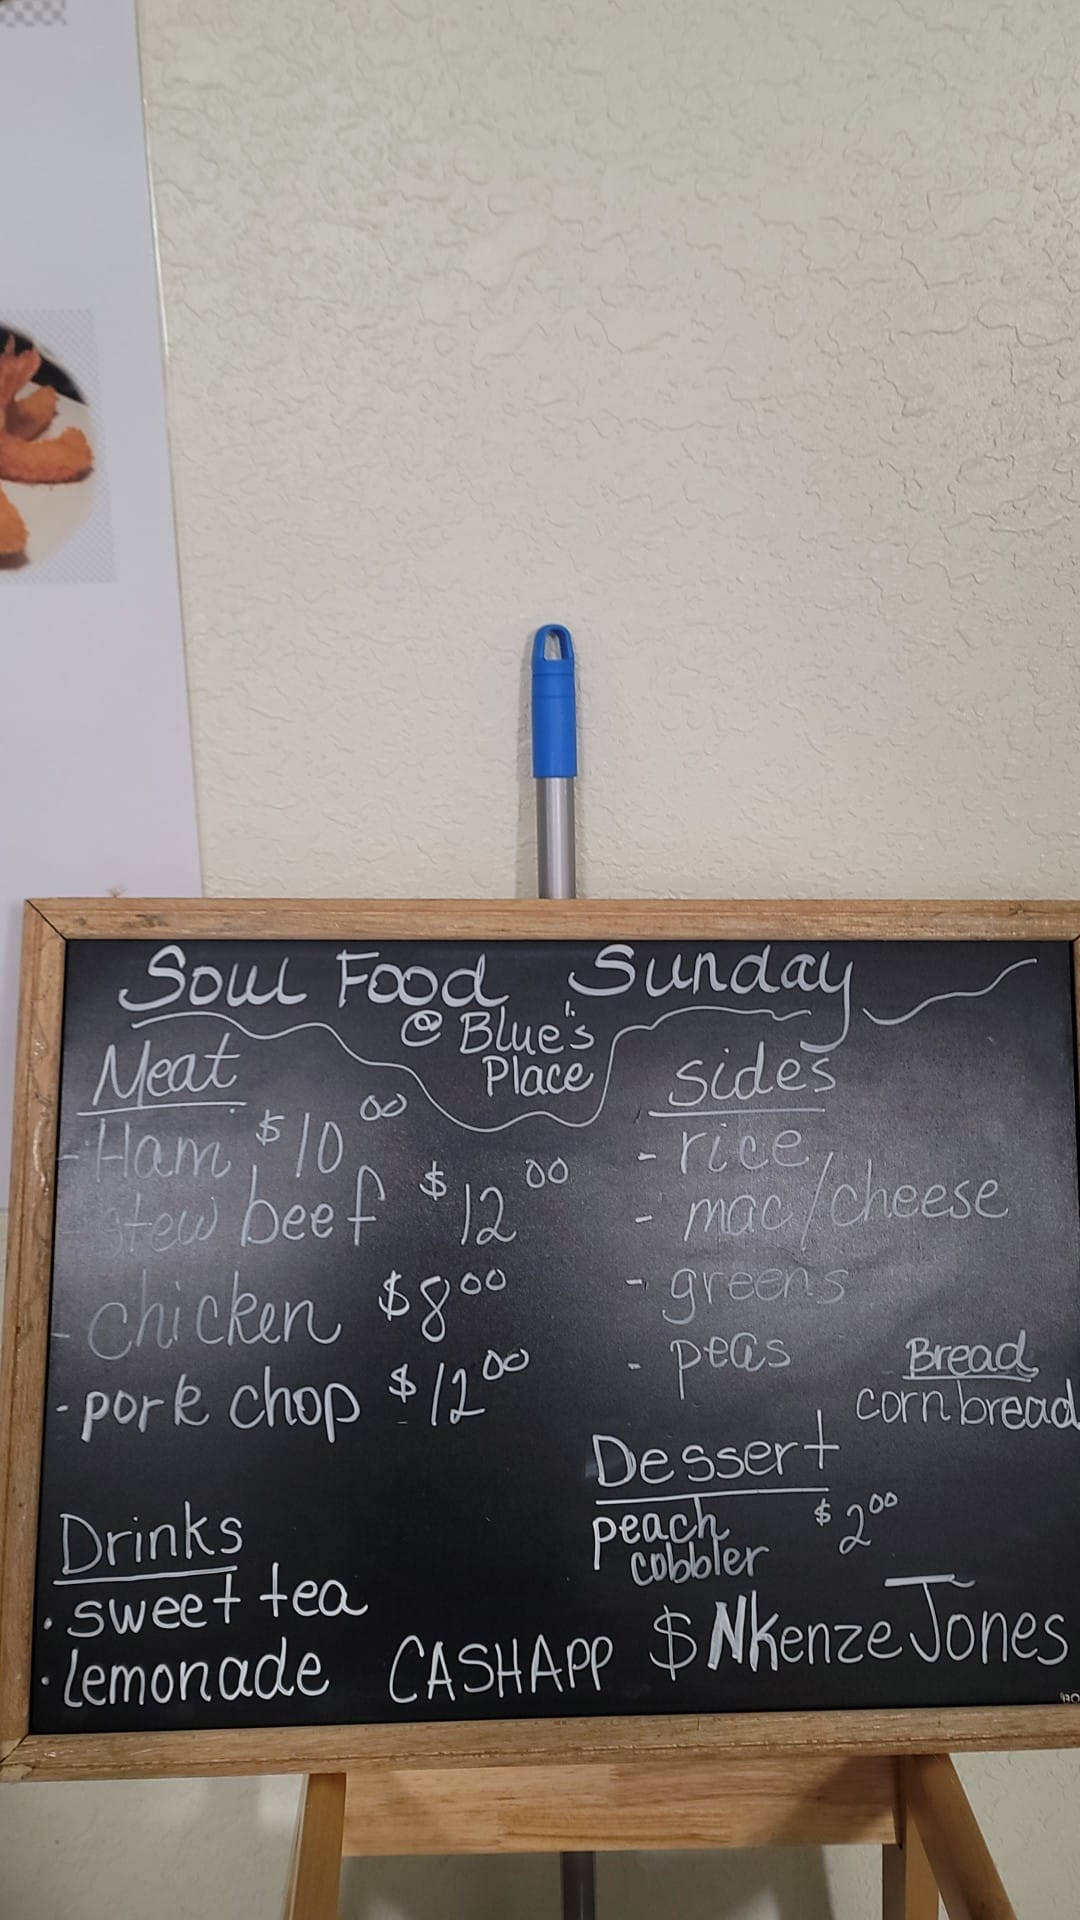 Soul Food Sunday
@ Blue's
Place
Meat
- Ham $10 00
- stew beef $12 00
- chicken $8 00
- pork chop $12 00
sides
- rice
- mac/cheese
- greens
- peas
Bread
cornbread
Dessert
peach $2 00
cobbler
Drinks
· sweet tea
· lemonade
CASHAPP $NKenzeJones